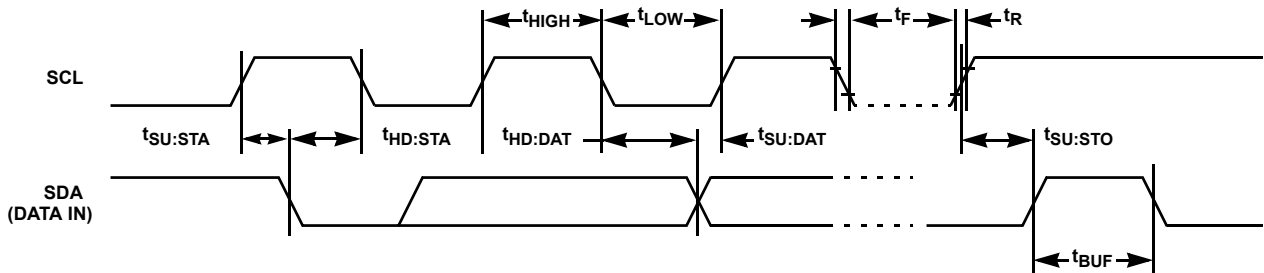 tHIGH tLOW tF tR
SCL
tSU:STA tHD:STA tHD:DAT tSU:DAT tSU:STO
SDA
(DATA IN)
tBUF